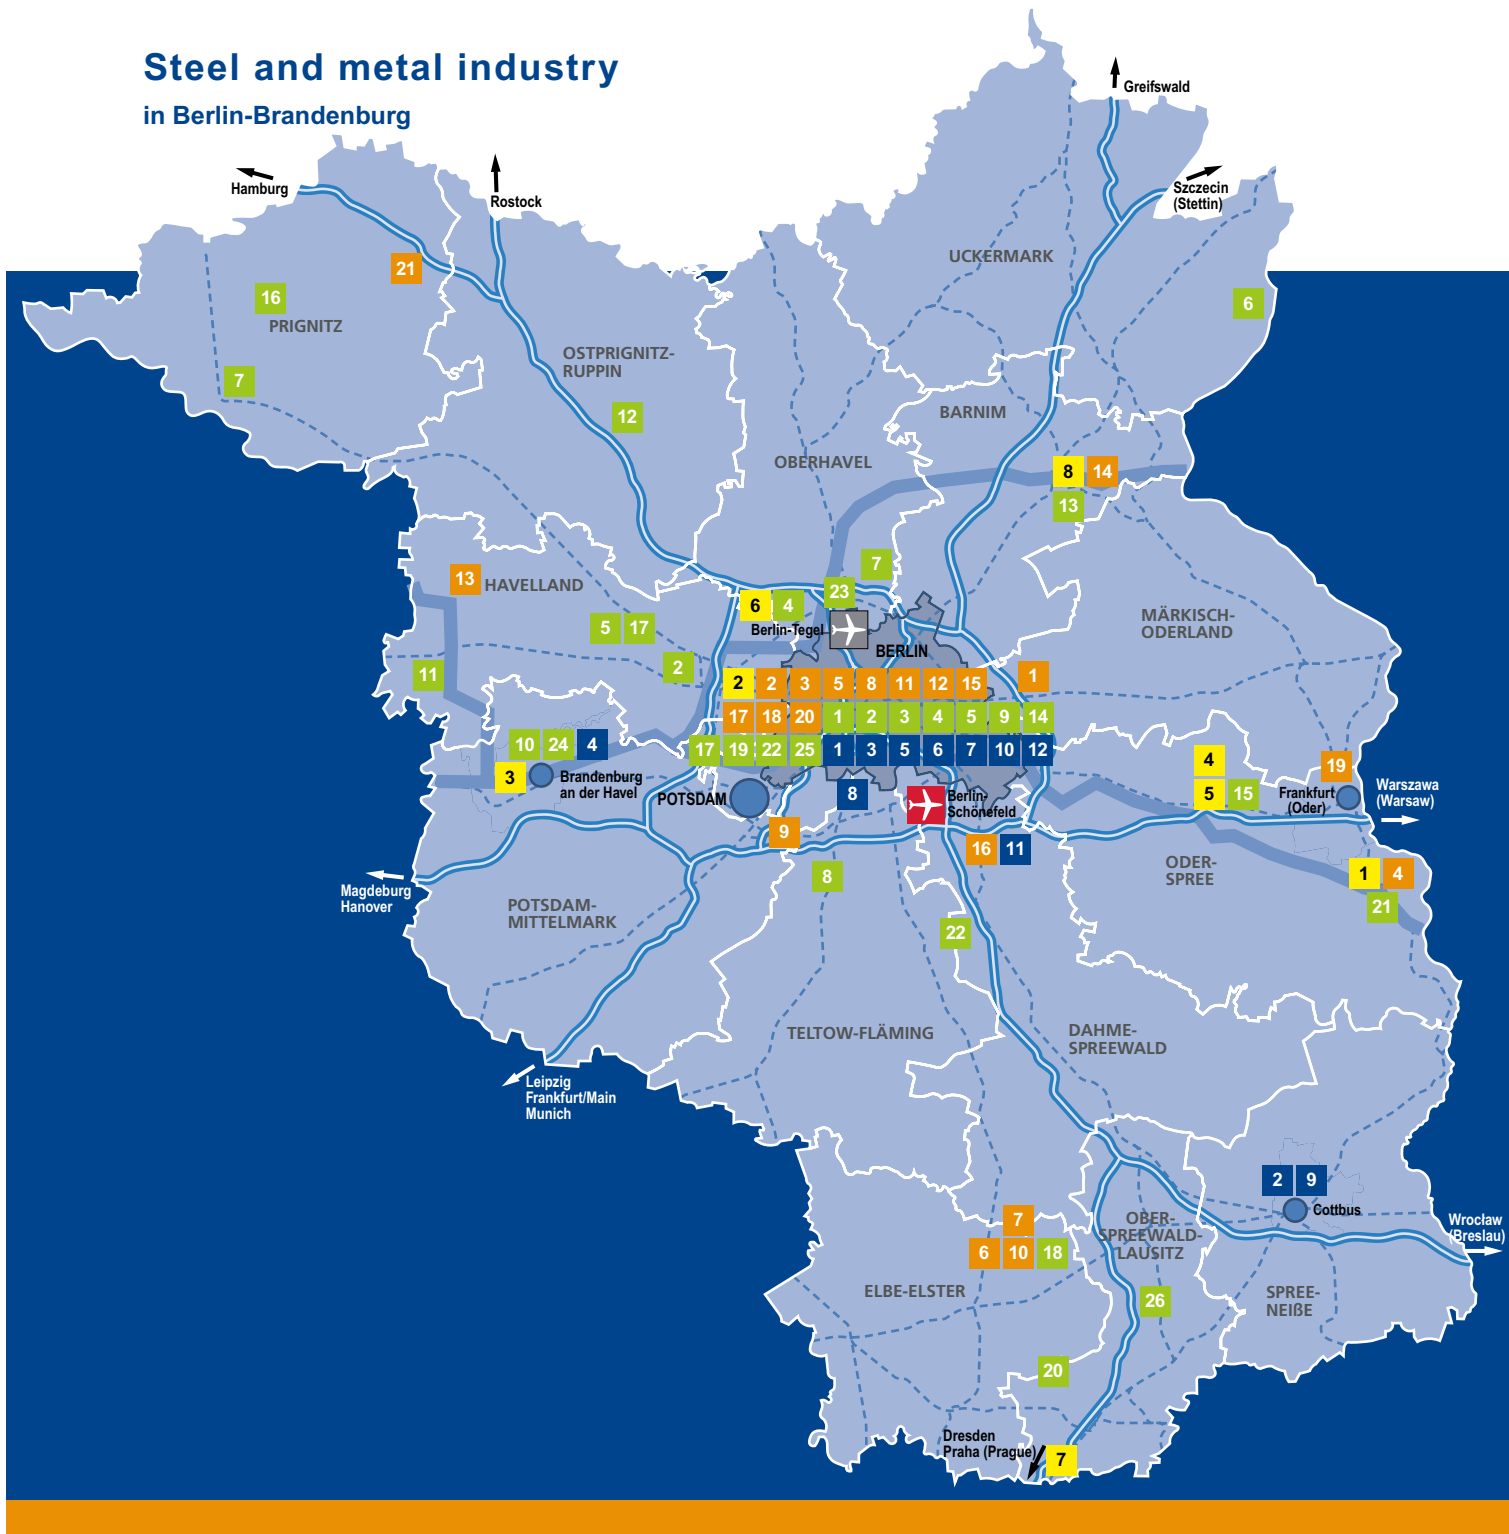 Steel and metal industry
in Berlin-Brandenburg
Greifswald
Hamburg
Rostock
Szczecin
(Stettin)
UCKERMARK
21
16
PRIGNITZ
6
OSTPRIGNITZ-
RUPPIN
7
12
BARNIM
OBERHAVEL
8 14
13
7
13
HAVELLAND
23
6 4
MÄRKISCH-
ODERLAND
5 17
Berlin-Tegel
BERLIN
11
2
1
2 2 3 5 8 11 12 15
17 18 20 1 2 3 4 5 9 14
17 19 22 25 1 3 5 6 7 10 12
10 24 4
3
Brandenburg
an der Havel
POTSDAM
8
Berlin-
Schönefeld
4
5 15
19
Frankfurt
(Oder)
Warszawa
(Warsaw)
9
16 11
ODER-
SPREE
1 4
21
8
Magdeburg
Hanover
POTSDAM-
MITTELMARK
22
TELTOW-FLÄMING
DAHME-
SPREEWALD
Leipzig
Frankfurt/Main
Munich
2 9
Cottbus
7
6 10 18
OBER-
SPREEWALD-
LAUSITZ
Wrocław
(Breslau)
ELBE-ELSTER
26
SPREE-
NEIßE
20
Dresden
Praha (Prague)
7